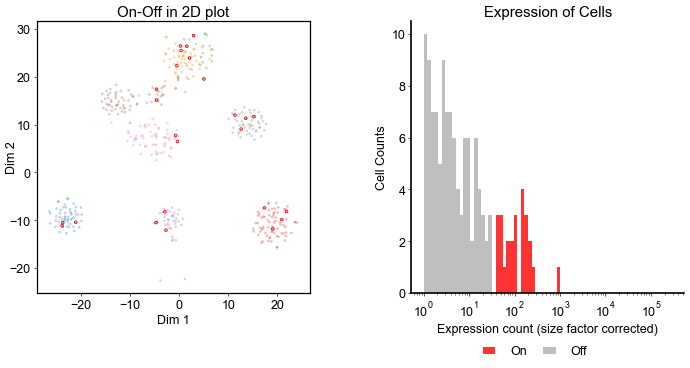 On-Off in 2D plot
30
20
10
0
−10
−20
Dim 2
−20 −10 0 10 20
Dim 1
Expression of Cells
10
8
6
4
2
0
Cell Counts
10^0 10^1 10^2 10^3 10^4 10^5
Expression count (size factor corrected)
On Off